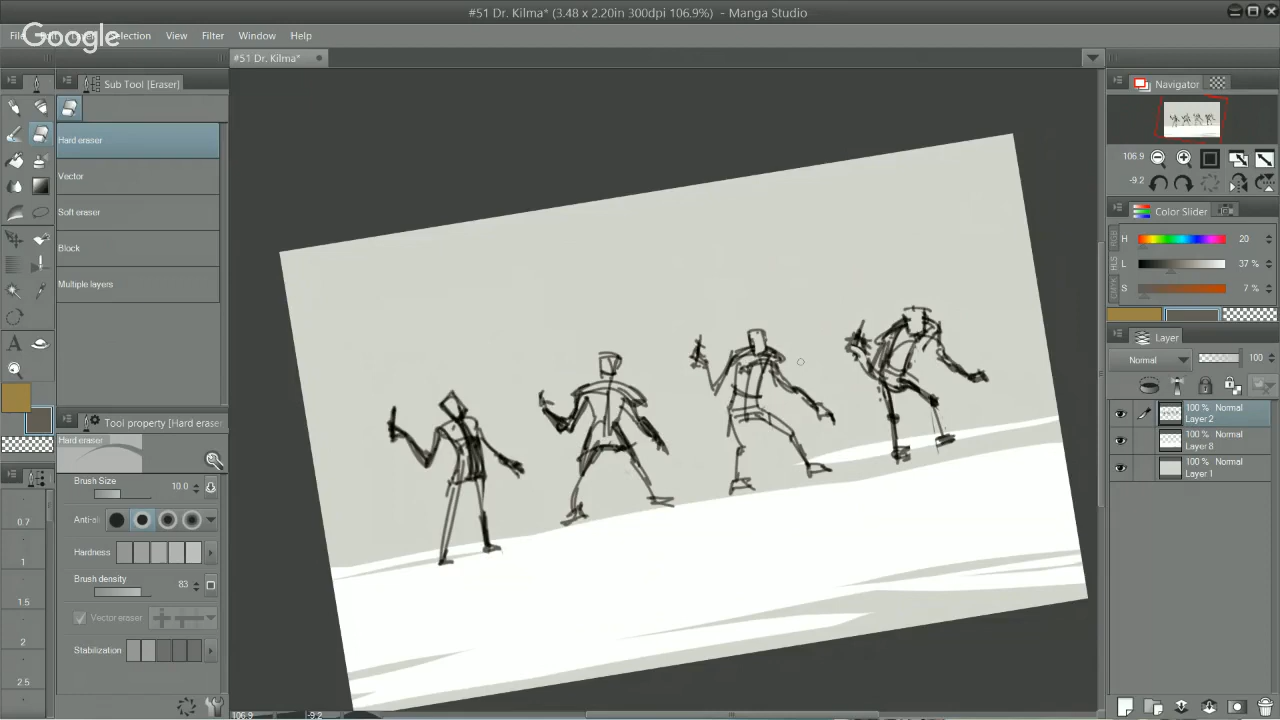 #51 Dr. Kilma* (3.48 x 2.20in 300dpi 106.9%) - Manga Studio
Google
File Selection View Filter Window Help
#51 Dr. Kilma*
Sub Tool [Eraser]
Hard eraser
Vector
Soft eraser
Block
Multiple layers
Navigator
106.9
-9.2
Color Slider
RGB
HLS
CMYK
H 20
L 37 %
S 7 %
Layer
Normal 100
100 % Normal
Layer 2
100 % Normal
Layer 8
100 % Normal
Layer 1
Tool property [Hard eraser
Hard eraser
Brush Size 10.0
Anti-
Hardness
Brush density 83
Vector eraser
Stabilization
0.7
1
1.5
2
2.5
106.9 -9.2